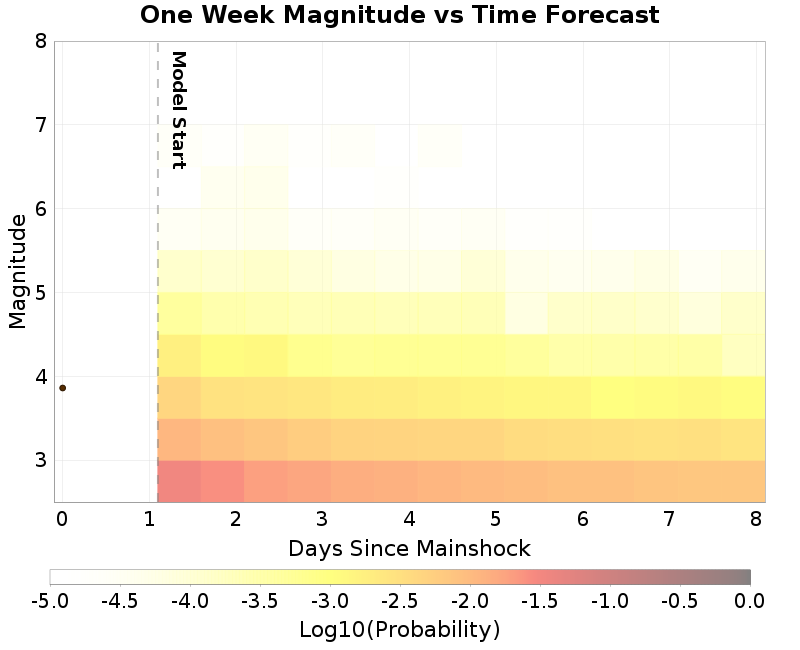 One Week Magnitude vs Time Forecast
8
7
6
5
4
3
Magnitude
Model Start
0 1 2 3 4 5 6 7 8
Days Since Mainshock
-5.0 -4.5 -4.0 -3.5 -3.0 -2.5 -2.0 -1.5 -1.0 -0.5 0.0
Log10(Probability)